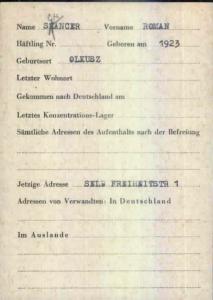 Name SPANCER Vorname ROMAN
Häftling Nr. Geboren am 1923
Geburtsort OLKUSZ
Letzter Wohnort
Gekommen nach Deutschland am
Letztes Konzentrations-Lager
Sämtliche Adressen des Aufenthalts nach der Befreiung
Jetzige Adresse SELB FREIHEITSTR 1
Adressen von Verwandten: In Deutschland
Im Auslande